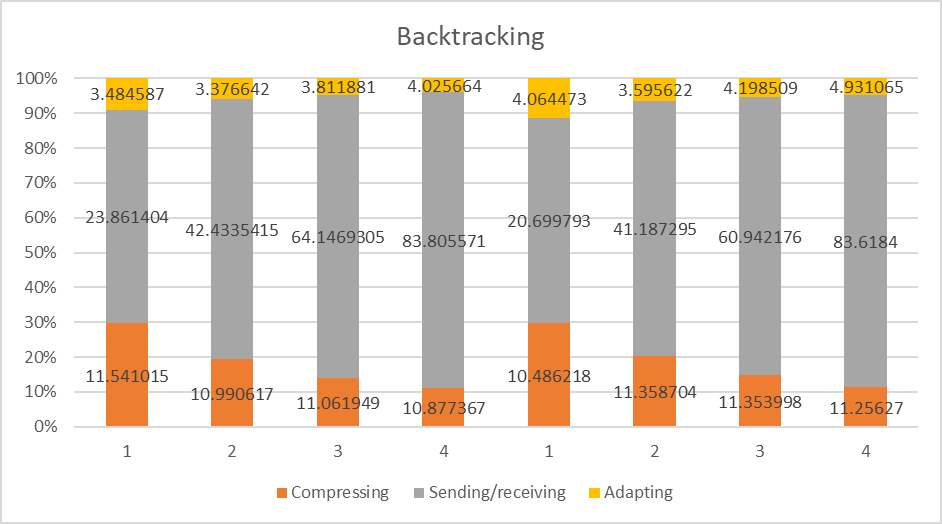 Backtracking
100%
90%
80%
70%
60%
50%
40%
30%
20%
10%
0%
3.484587 3.376642 3.811881 4.025664 4.064473 3.595622 4.198509 4.931065
23.861404 42.4335415 64.1469305 83.805571 20.699793 41.187295 60.942176 83.6184
11.541015 10.990617 11.061949 10.877367 10.486218 11.358704 11.353998 11.25627
1 2 3 4 1 2 3 4
Compressing Sending/receiving Adapting